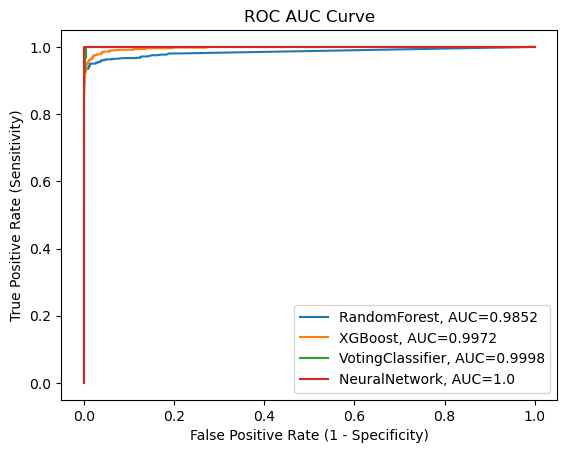 ROC AUC Curve
True Positive Rate (Sensitivity)
1.0
0.8
0.6
0.4
0.2
0.0
RandomForest, AUC=0.9852
XGBoost, AUC=0.9972
VotingClassifier, AUC=0.9998
NeuralNetwork, AUC=1.0
0.0 0.2 0.4 0.6 0.8 1.0
False Positive Rate (1 - Specificity)